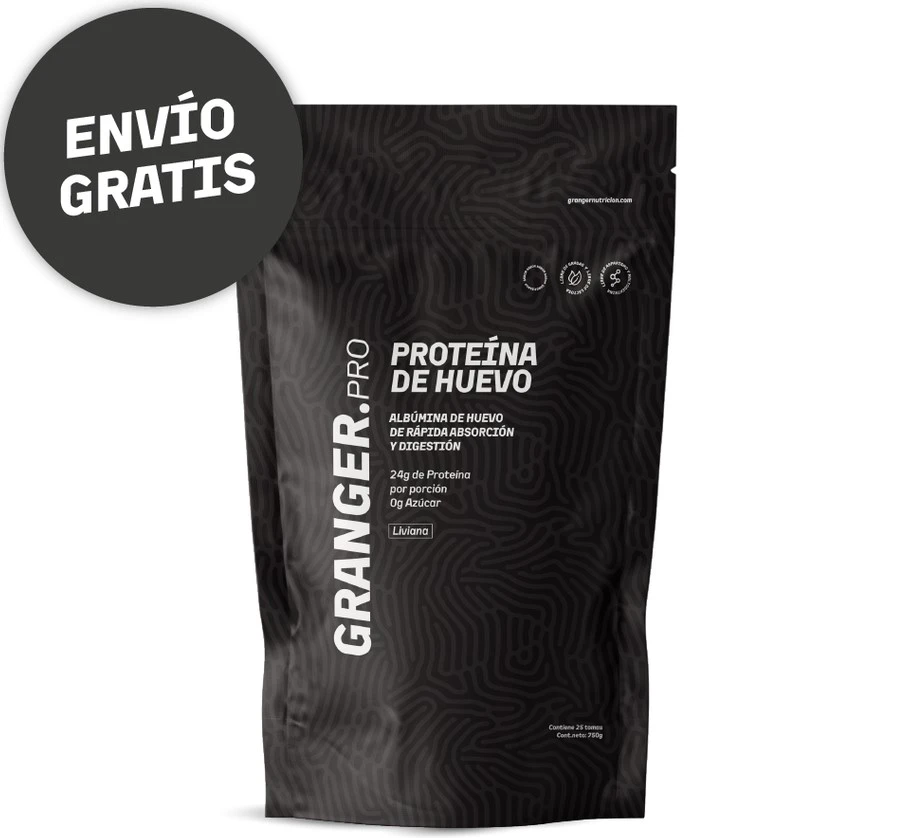 ENVÍO
GRATIS
grangernutricion.com
GRANGER.PRO
PROTEÍNA
DE HUEVO
ALBÚMINA DE HUEVO
DE RÁPIDA ABSORCIÓN
Y DIGESTIÓN
24g de Proteína
por porción
0g Azúcar
Liviana
Contiene 25 tomas
Cont.neto: 750g